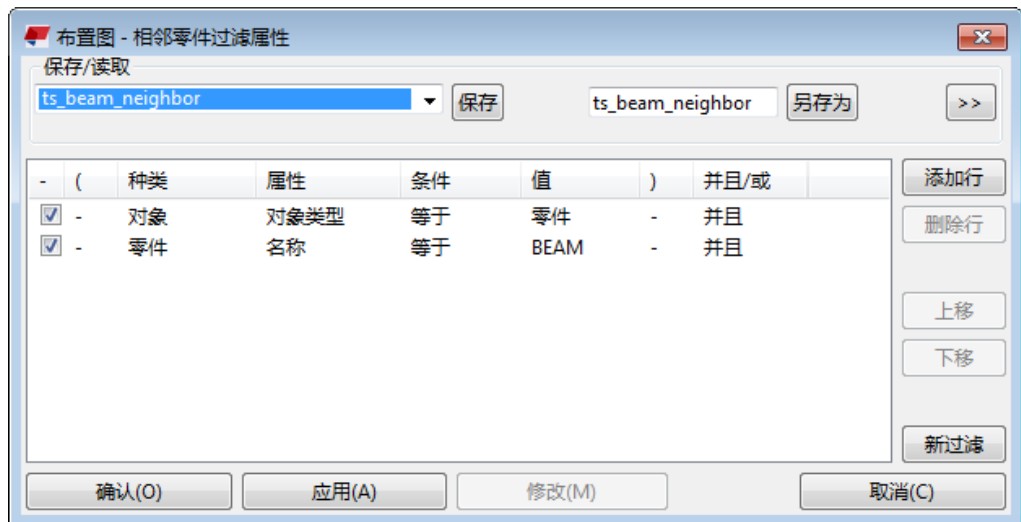 布置图 - 相邻零件过滤属性
保存/读取
ts_beam_neighbor 保存 ts_beam_neighbor 另存为 >>
- ( 种类 属性 条件 值 ) 并且/或 添加行
- 对象 对象类型 等于 零件 - 并且 删除行
- 零件 名称 等于 BEAM - 并且
上移
下移
新过滤
确认(O) 应用(A) 修改(M) 取消(C)